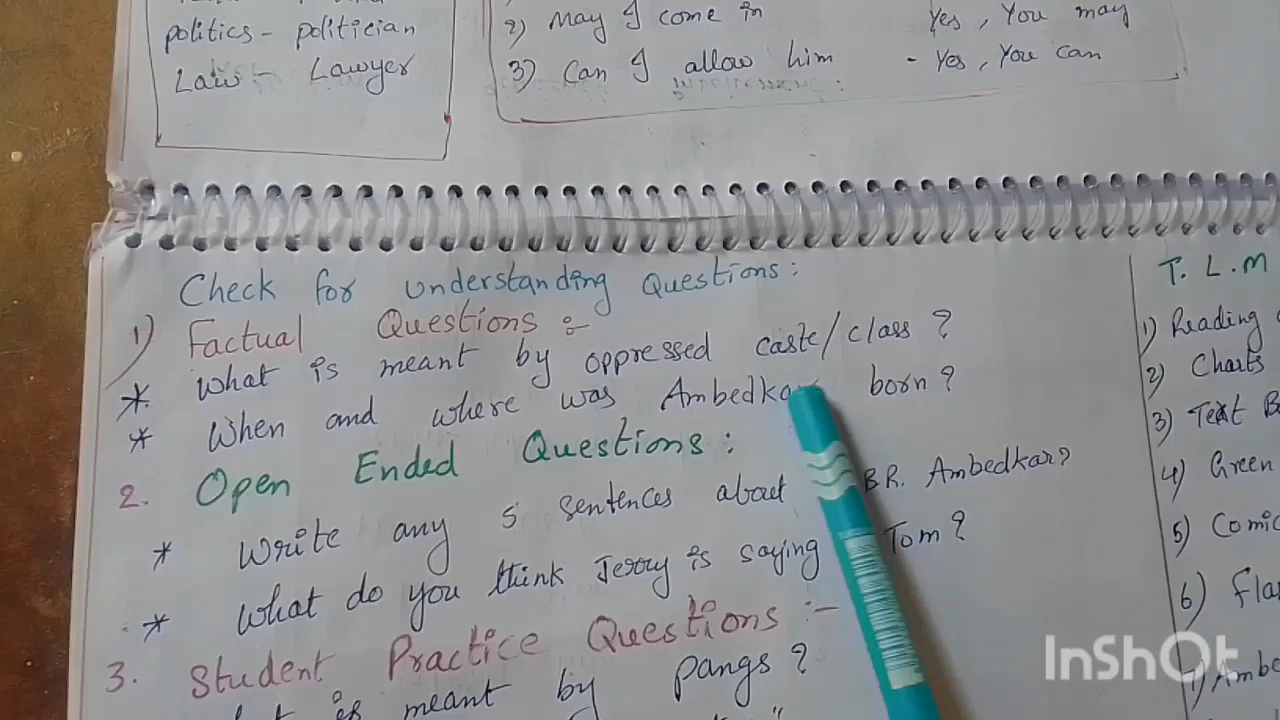 politics - politician
Law - Lawyer
2) May I come in Yes, You may
3) Can I allow him - Yes, You can
Check for understanding Questions:
1) Factual Questions :-
* What is meant by oppressed caste/class?
* When and where was Ambedkar born?
2. Open Ended Questions:
* Write any 5 sentences about B.R. Ambedkar?
* What do you think Jerry is saying Tom?
3. Student Practice Questions :-
is meant by pangs?
T. L. M
1) Reading
2) Charts
3) Text B
4) Green
5) Comic
6) Fla
7) Ambe
InShOt